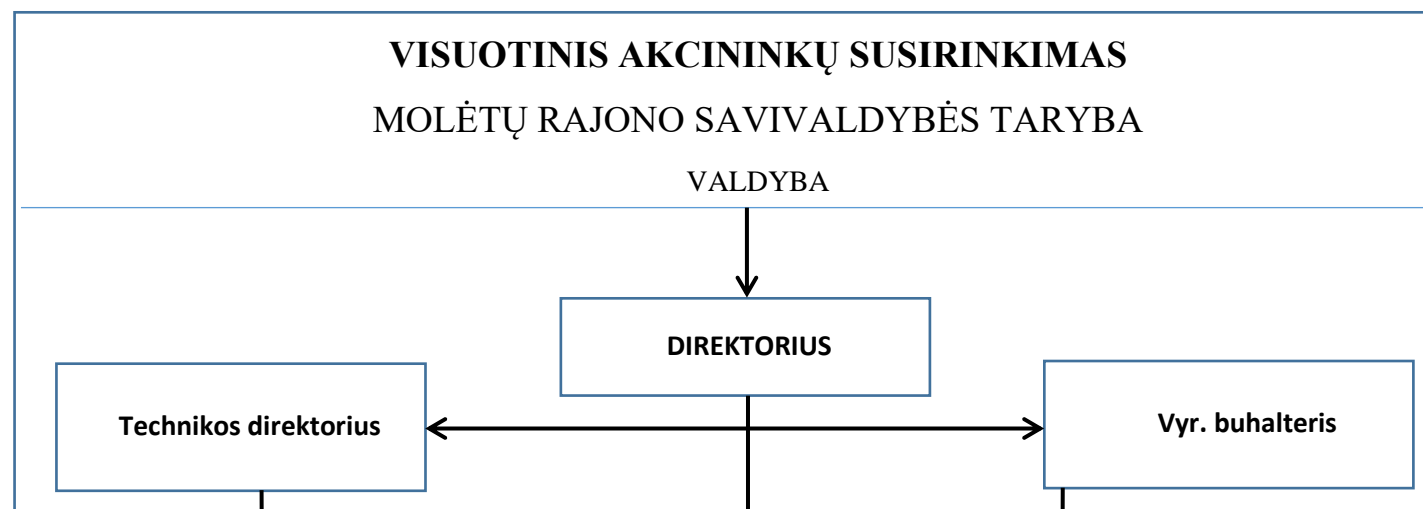 VISUOTINIS AKCININKŲ SUSIRINKIMAS
MOLĖTŲ RAJONO SAVIVALDYBĖS TARYBA
VALDYBA
DIREKTORIUS
Technikos direktorius
Vyr. buhalteris